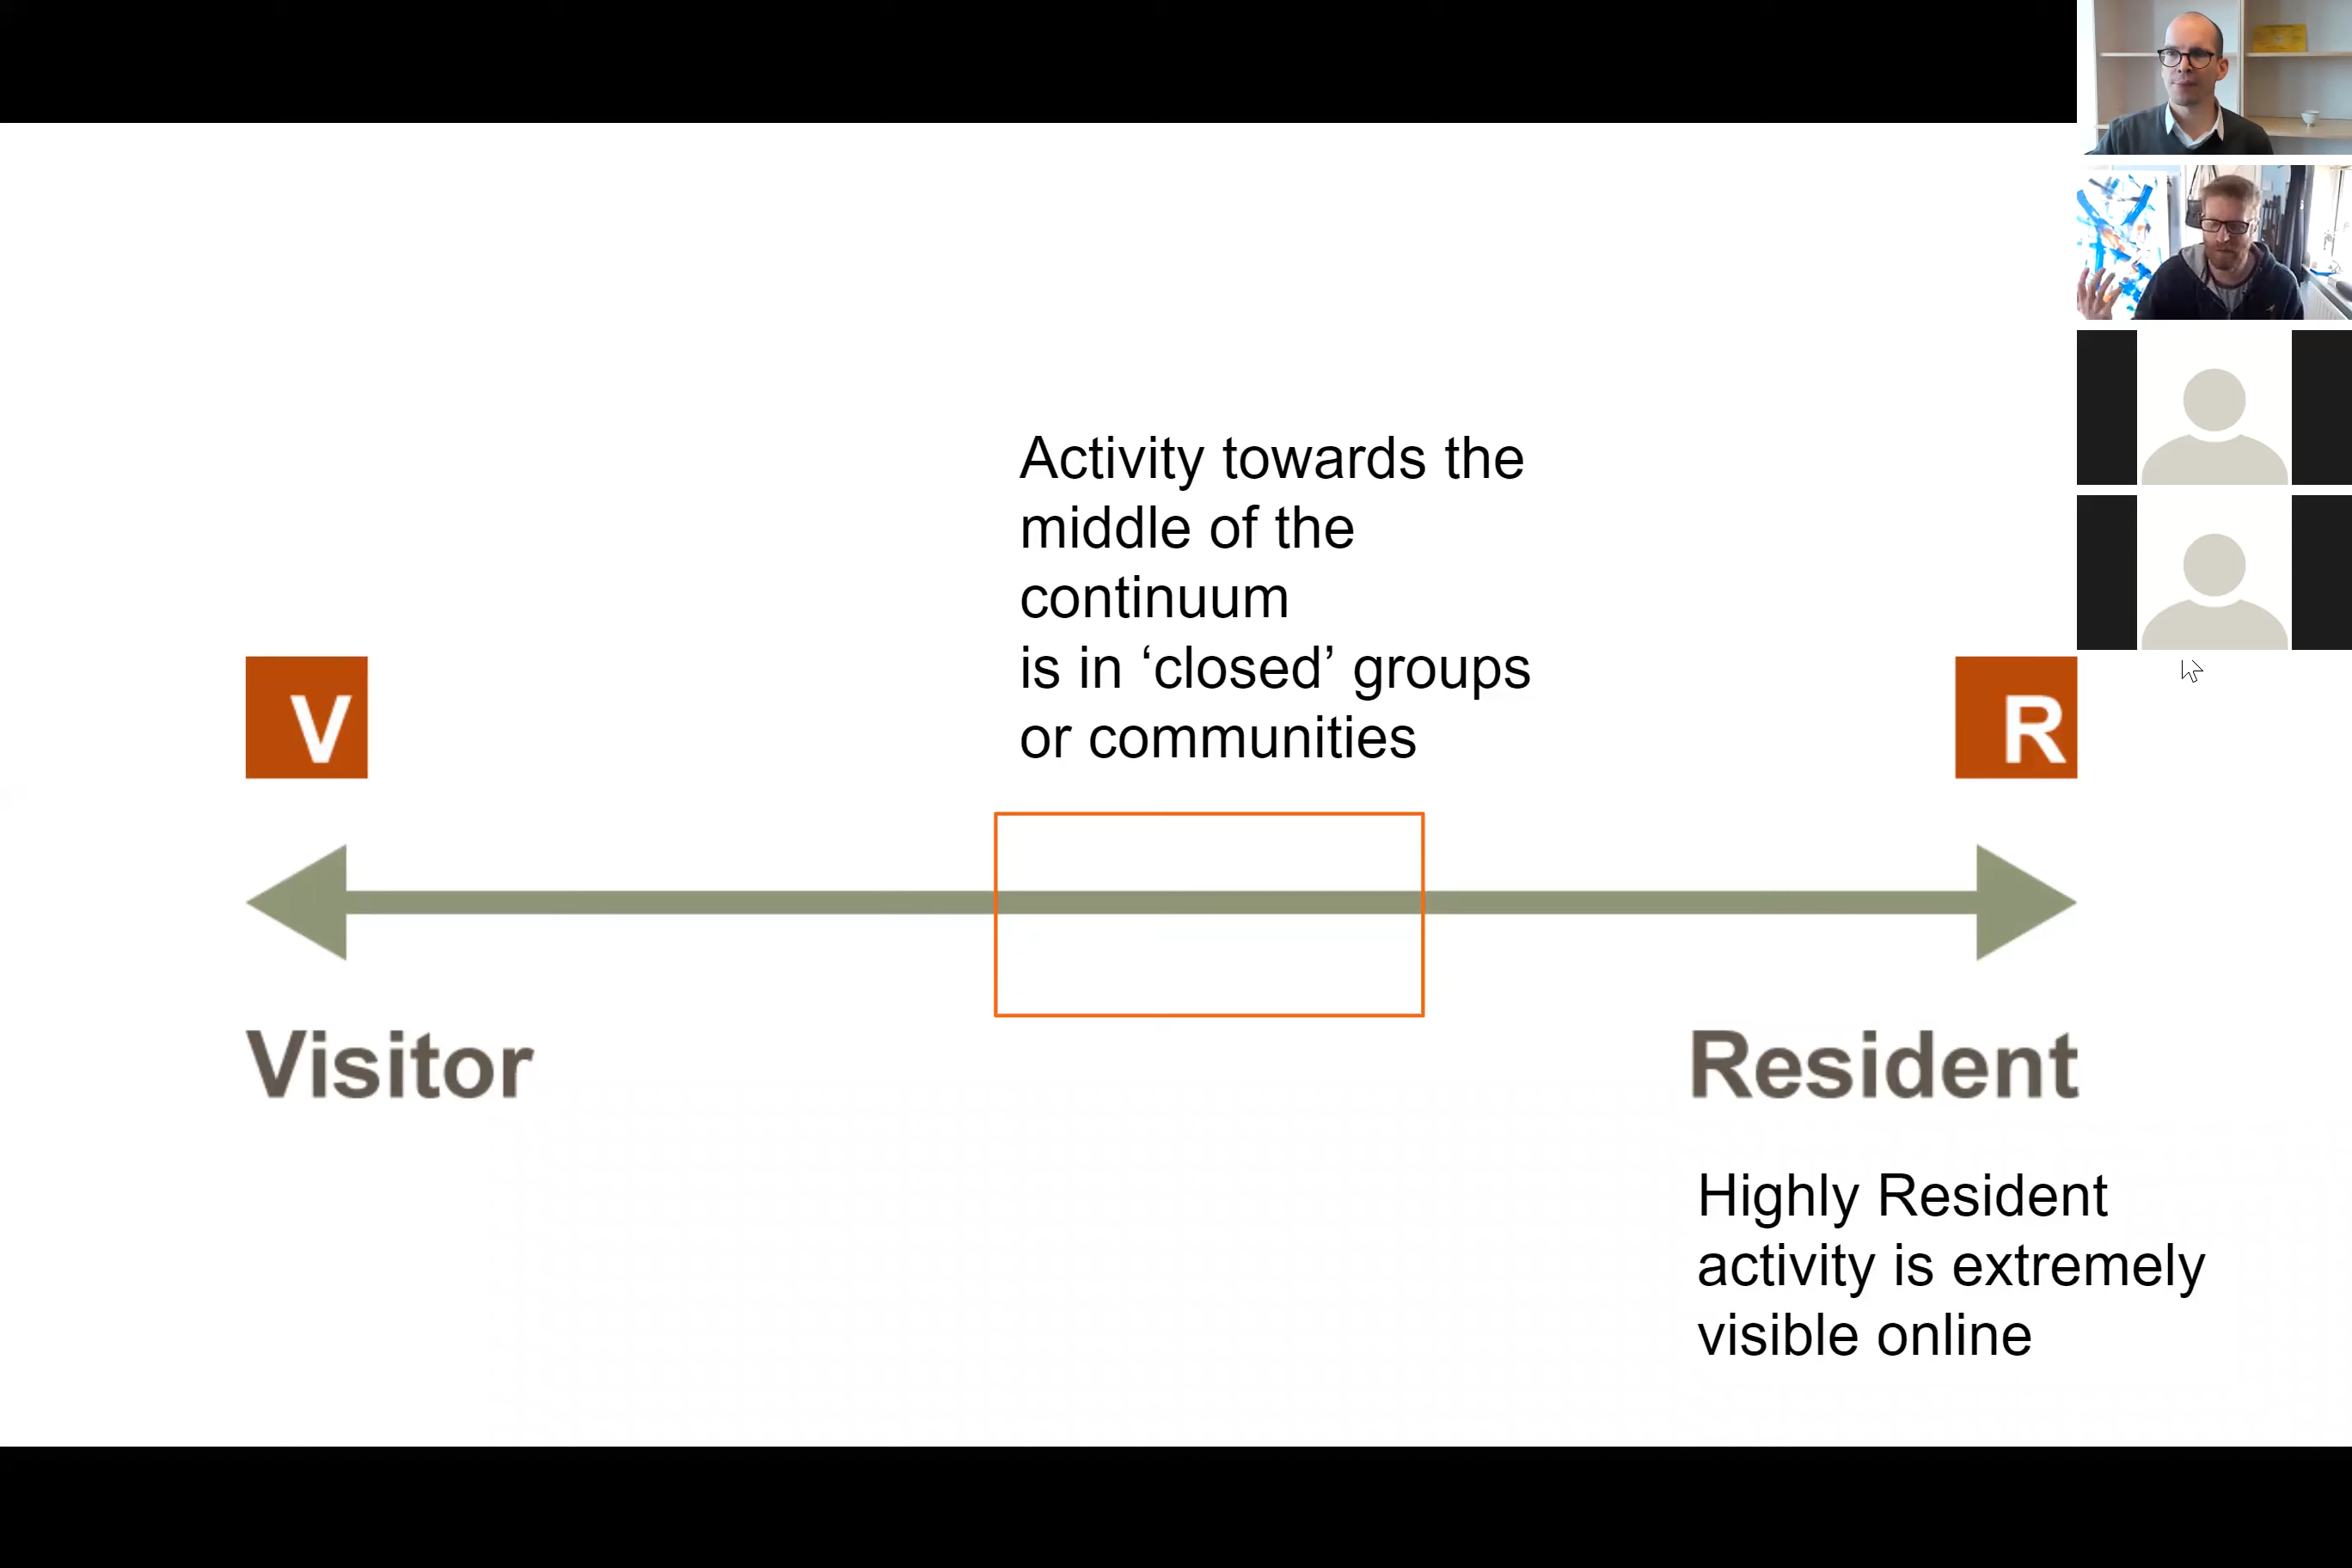 Activity towards the
middle of the
continuum
is in ‘closed’ groups
or communities
V
R
Visitor
Resident
Highly Resident
activity is extremely
visible online